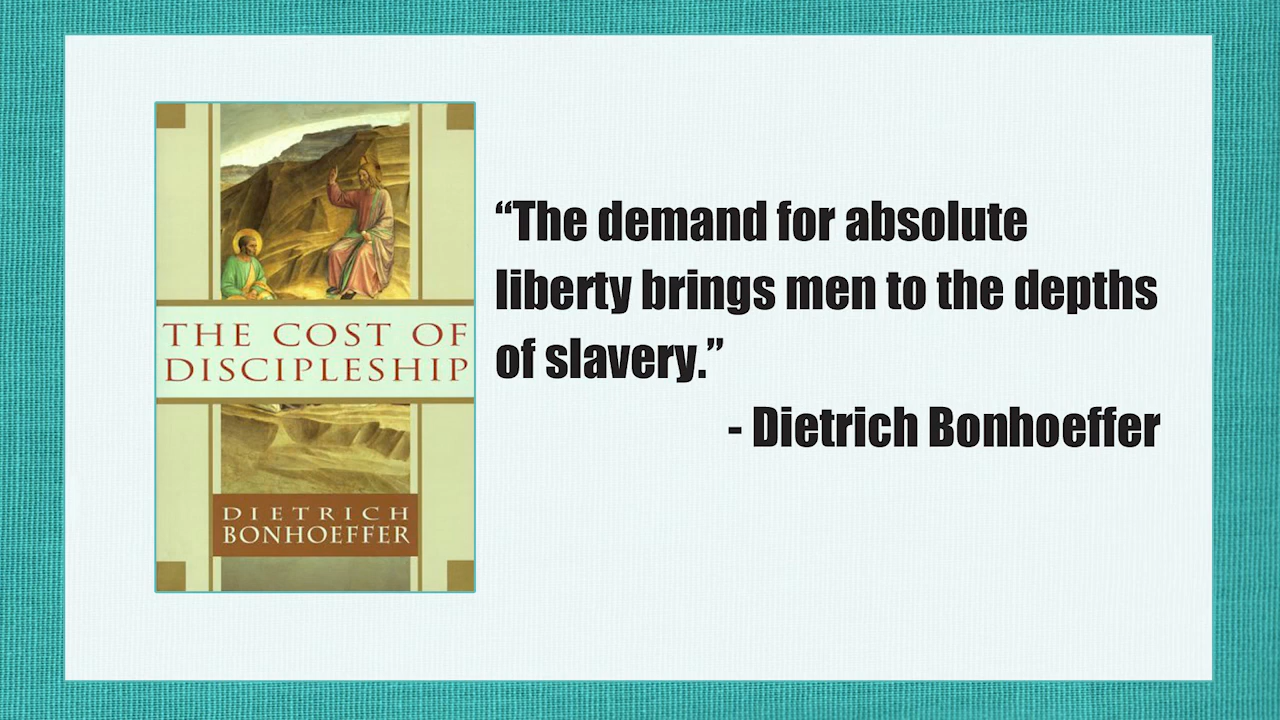 THE COST OF
DISCIPLESHIP
DIETRICH
BONHOEFFER
“The demand for absolute
liberty brings men to the depths
of slavery.”
- Dietrich Bonhoeffer